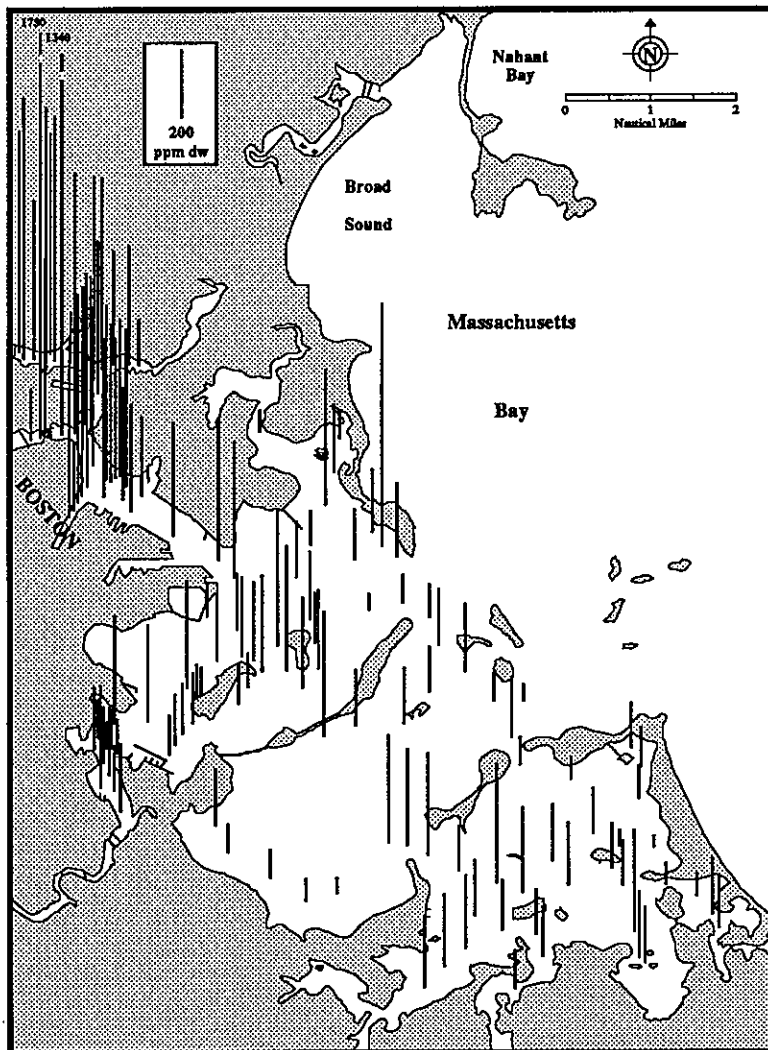 1750
1340
200
ppm dw
Nahant
Bay
N
0 1 2
Nautical Miles
Broad
Sound
Massachusetts
Bay
BOSTON